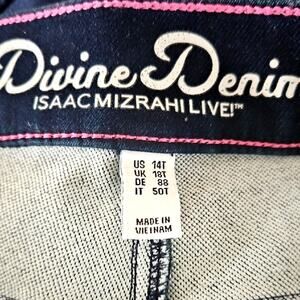 Divine Denim
ISAAC MIZRAHI LIVE!™
US 14T
UK 18T
DE 88
IT 50T
MADE IN
VIETNAM